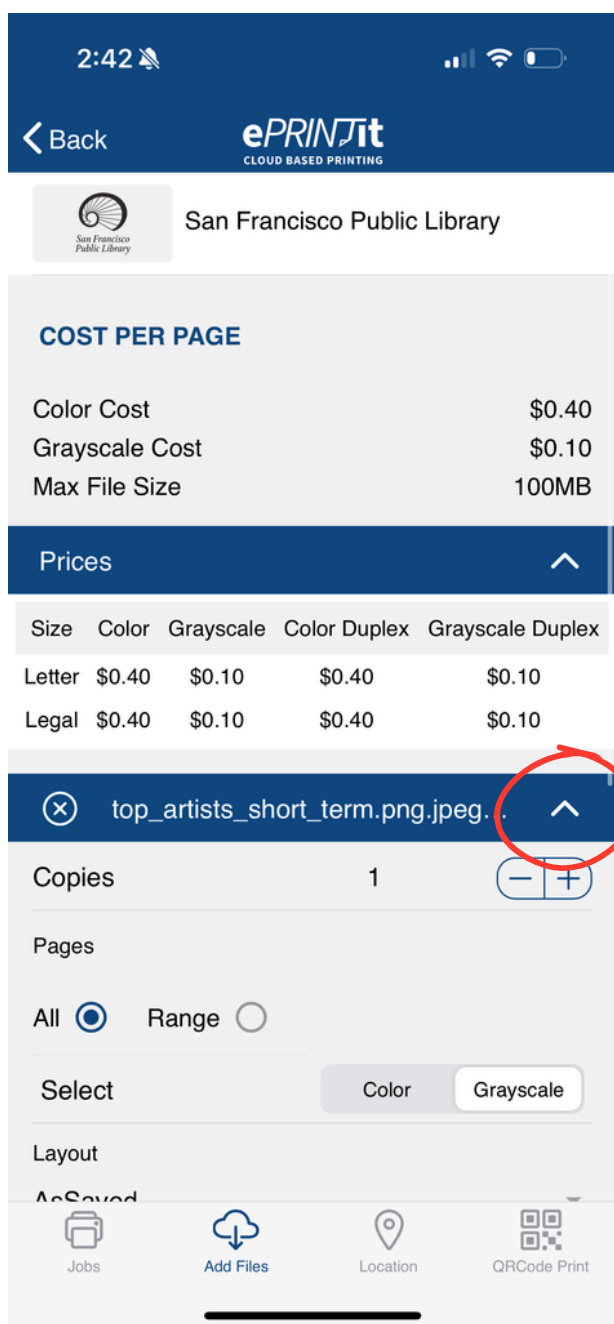 2:42
Back
ePRINTit
CLOUD BASED PRINTING
San Francisco
Public Library
San Francisco Public Library
COST PER PAGE
Color Cost $0.40
Grayscale Cost $0.10
Max File Size 100MB
Prices
Size Color Grayscale Color Duplex Grayscale Duplex
Letter $0.40 $0.10 $0.40 $0.10
Legal $0.40 $0.10 $0.40 $0.10
top_artists_short_term.png.jpeg...
Copies 1 − +
Pages
All Range
Select Color Grayscale
Layout
AsSaved
Jobs Add Files Location QRCode Print